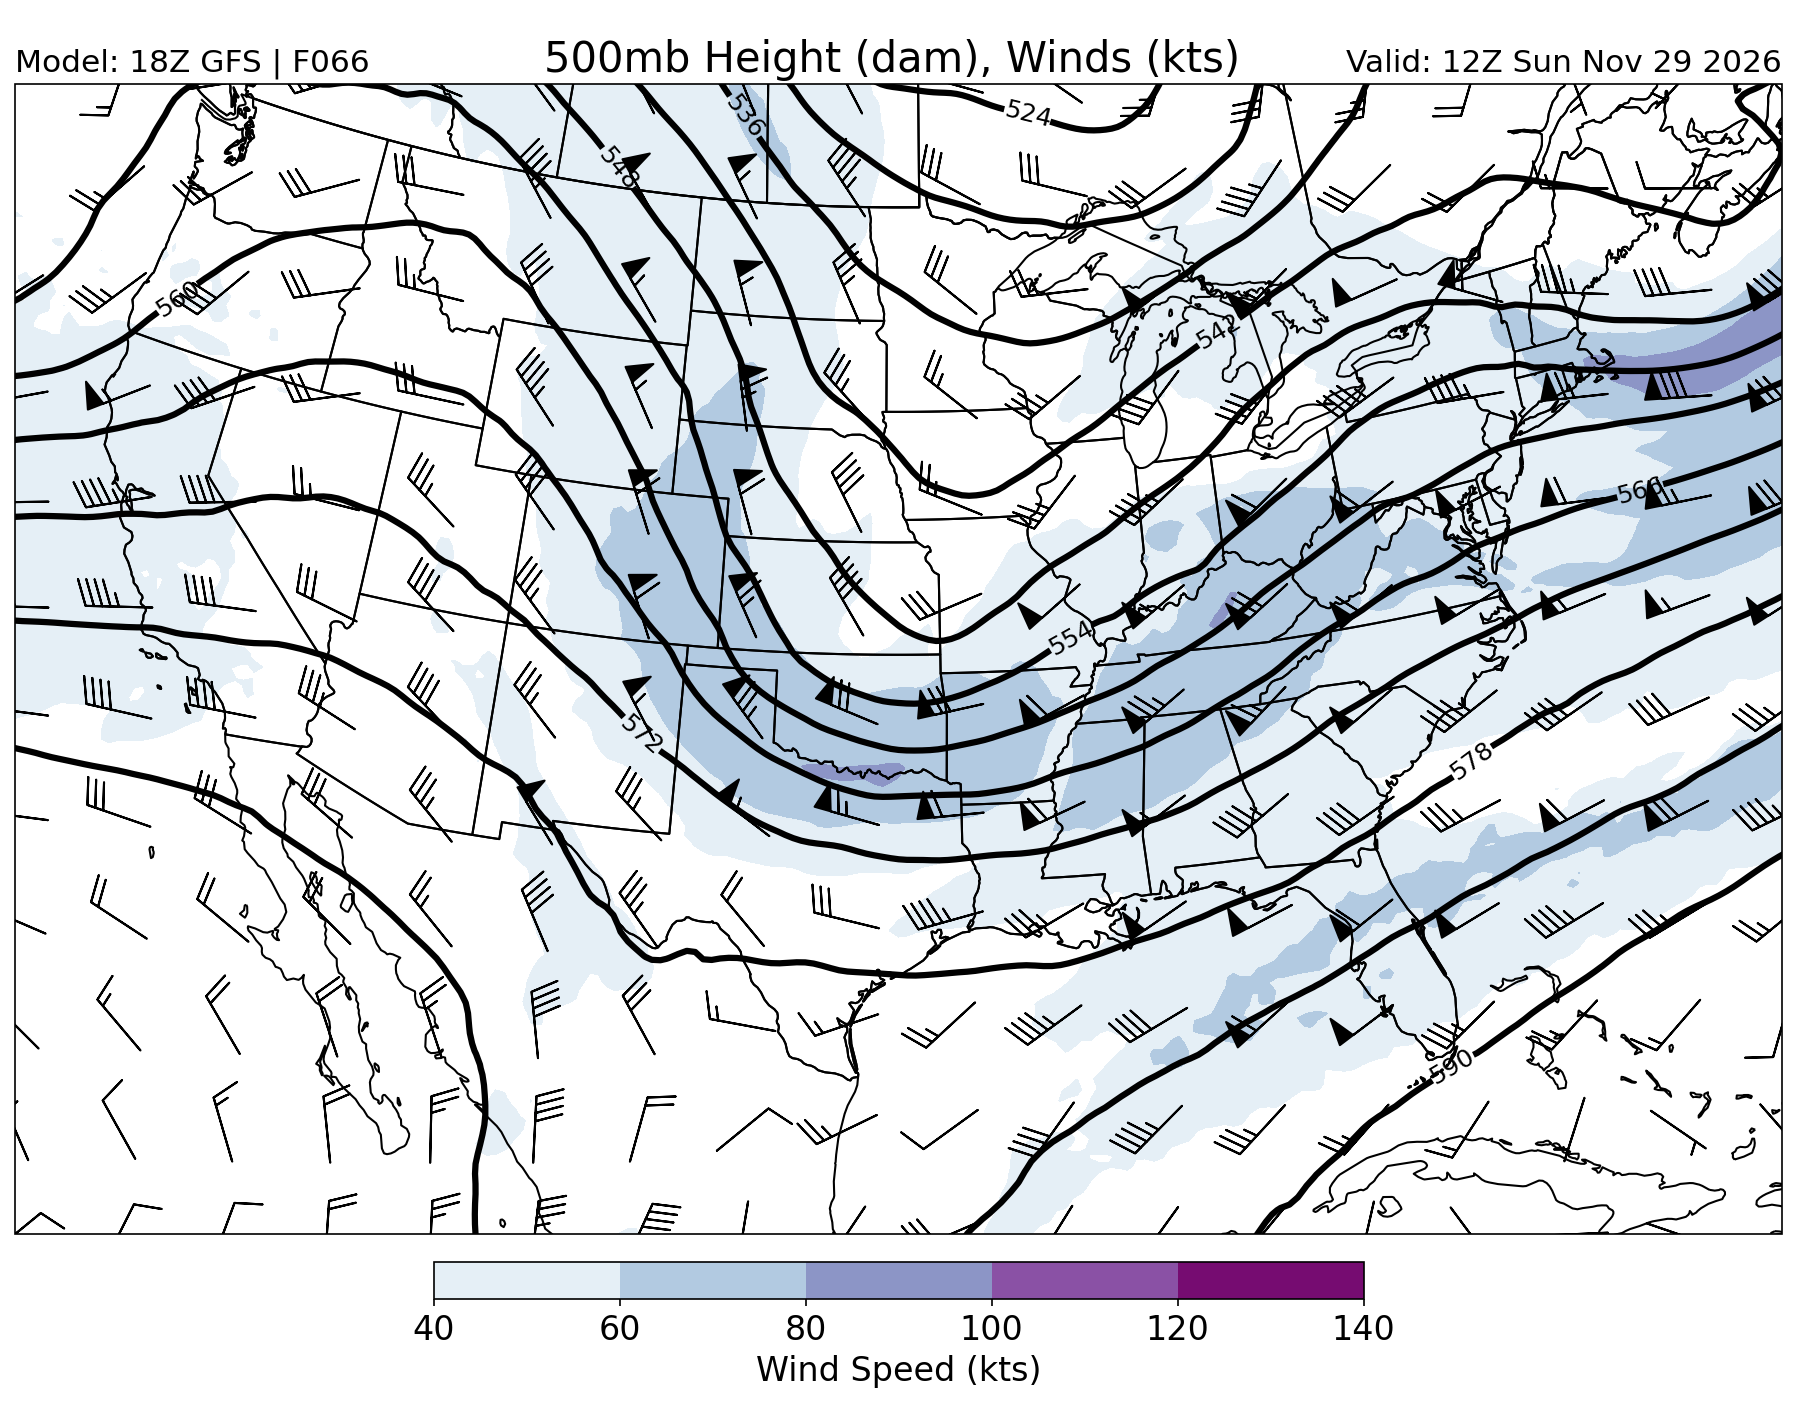 Model: 18Z GFS | F066
500mb Height (dam), Winds (kts)
Valid: 12Z Sun Nov 29 2026
524
536
548
560
542
566
554
572
578
590
40 60 80 100 120 140
Wind Speed (kts)